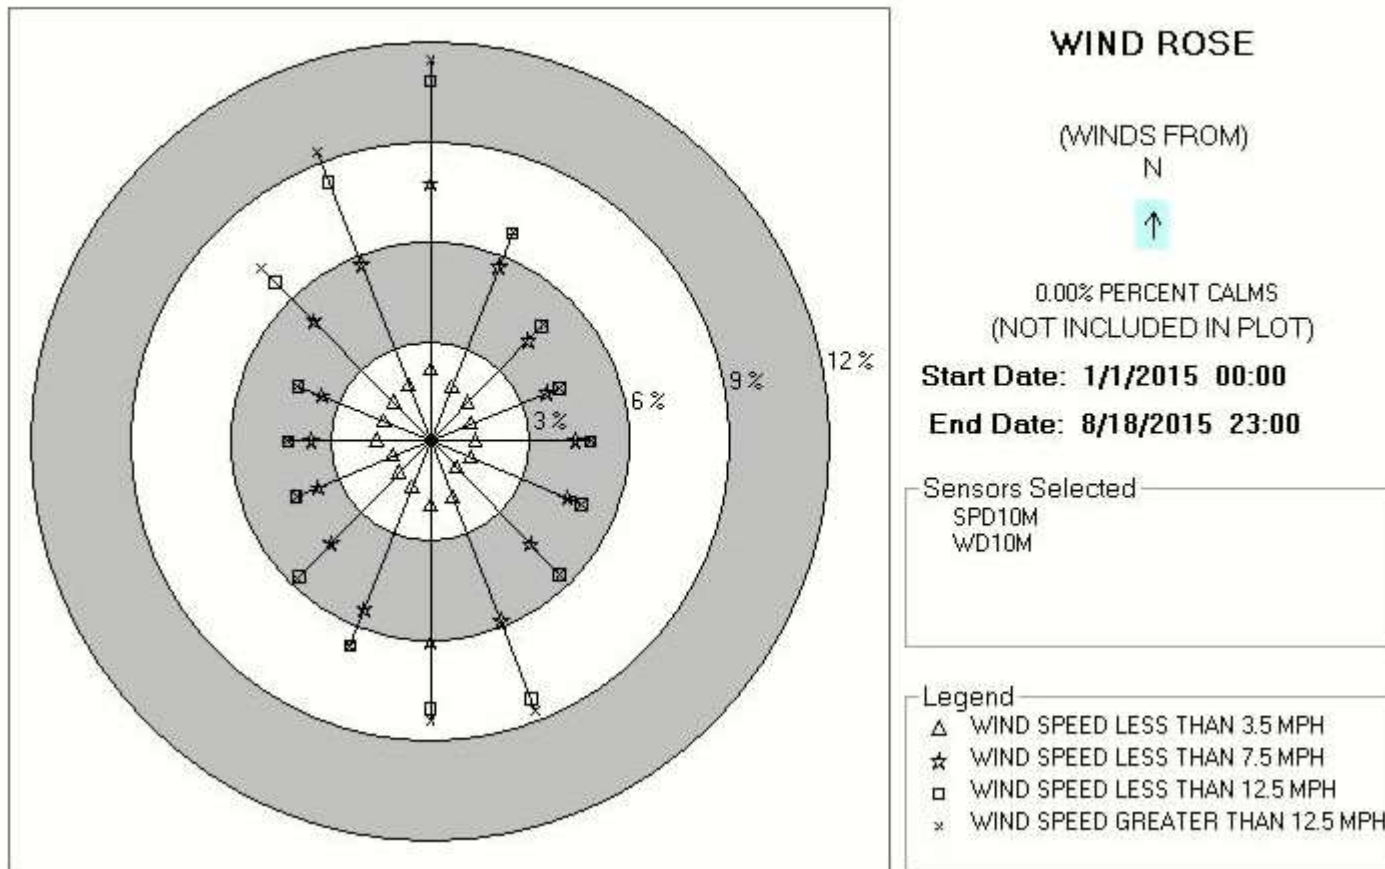 WIND ROSE
(WINDS FROM)
N
0.00% PERCENT CALMS
(NOT INCLUDED IN PLOT)
Start Date: 1/1/2015 00:00
End Date: 8/18/2015 23:00
Sensors Selected
SPD10M
WD10M
Legend
WIND SPEED LESS THAN 3.5 MPH
WIND SPEED LESS THAN 7.5 MPH
WIND SPEED LESS THAN 12.5 MPH
WIND SPEED GREATER THAN 12.5 MPH
3%
6%
9%
12%